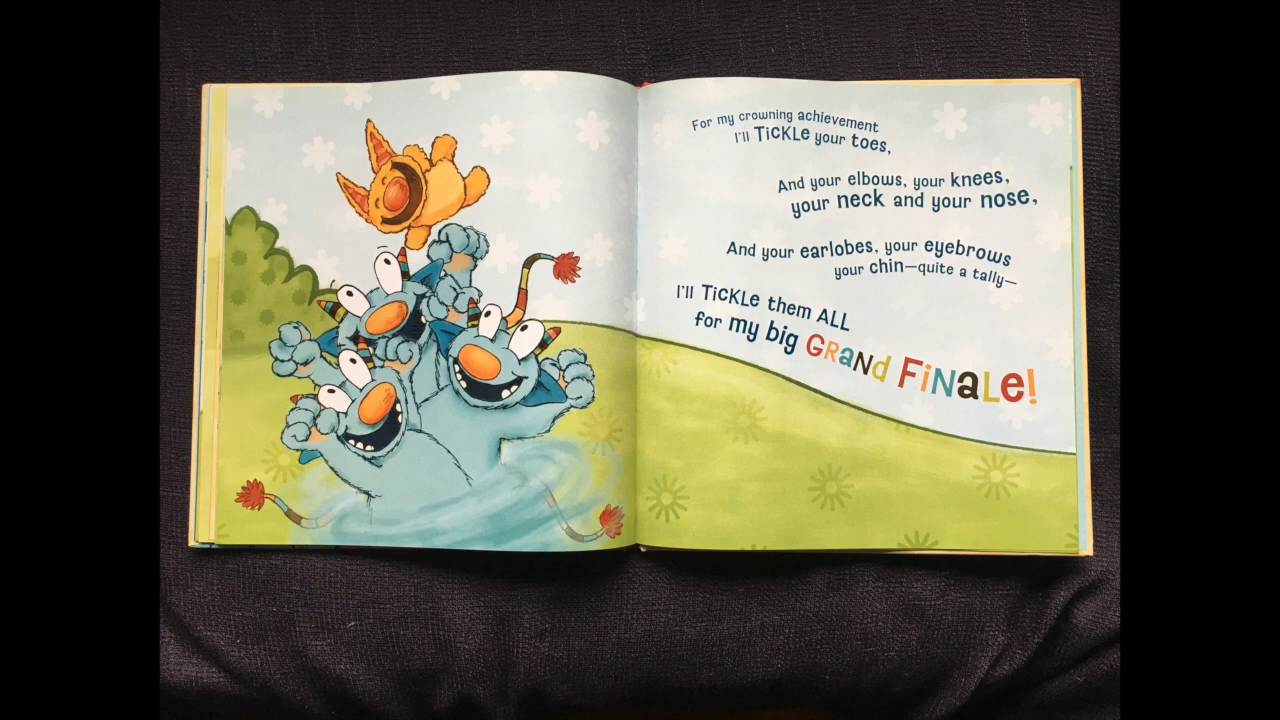 For my crowning achievement
I'll TiCKLe your toes,
And your elbows, your knees,
your neck and your nose,
And your earlobes, your eyebrows
your chin—quite a tally—
I'll TiCKLe them ALL
for my big GRaNd FiNaLe!